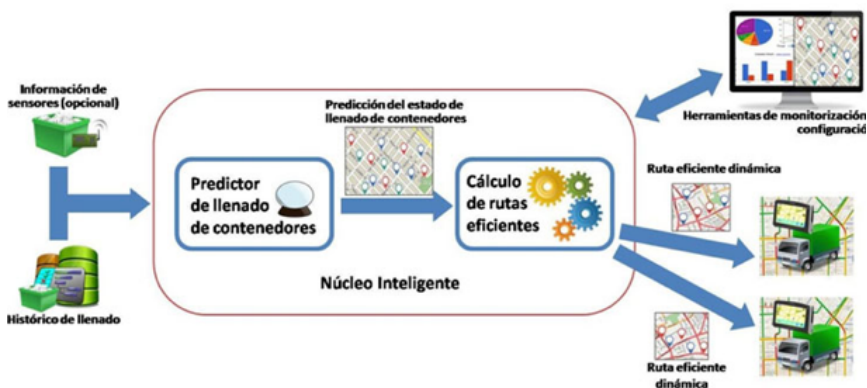 Información de
sensores (opcional)
Histórico de llenado
Predictor
de llenado
de contenedores
Predicción del estado de
llenado de contenedores
Cálculo
de rutas
eficientes
Núcleo Inteligente
Herramientas de monitorización
configuració
Ruta eficiente dinámica
Ruta eficiente
dinámica